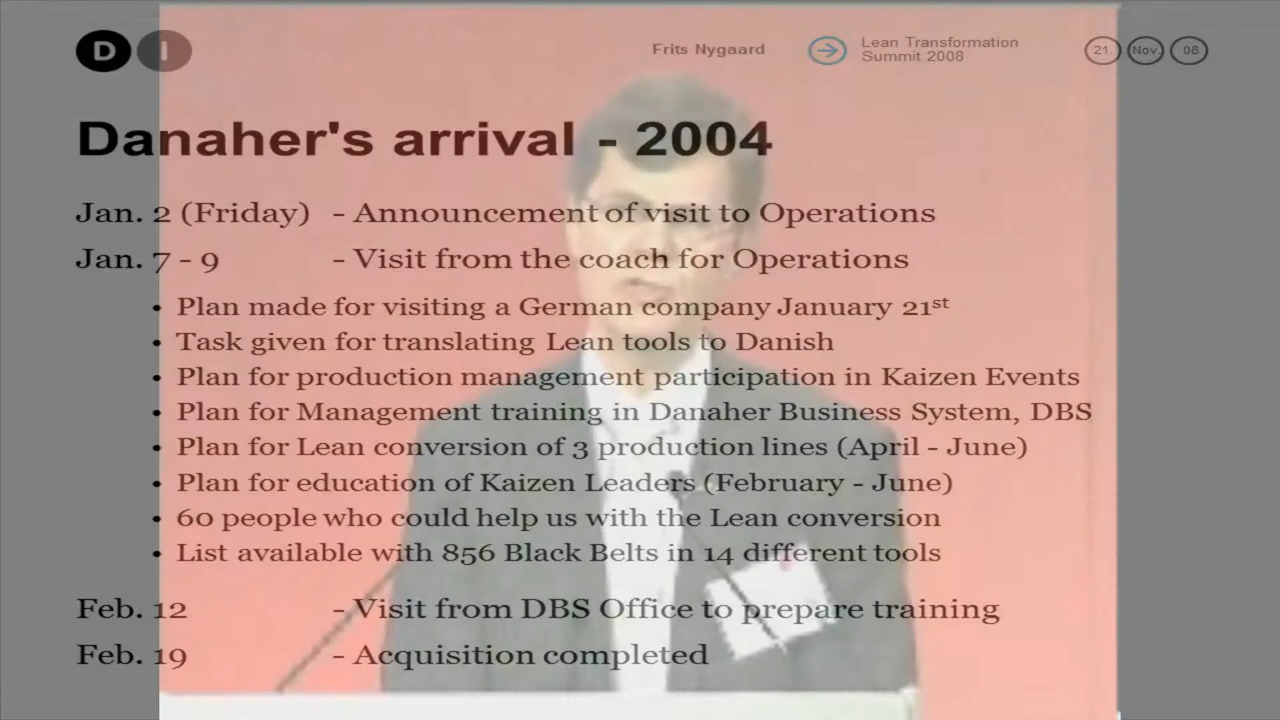 D I
Frits Nygaard
Lean Transformation
Summit 2008
21. Nov. 08
Danaher's arrival - 2004
Jan. 2 (Friday) - Announcement of visit to Operations
Jan. 7 - 9 - Visit from the coach for Operations
• Plan made for visiting a German company January 21st
• Task given for translating Lean tools to Danish
• Plan for production management participation in Kaizen Events
• Plan for Management training in Danaher Business System, DBS
• Plan for Lean conversion of 3 production lines (April - June)
• Plan for education of Kaizen Leaders (February - June)
• 60 people who could help us with the Lean conversion
• List available with 856 Black Belts in 14 different tools
Feb. 12 - Visit from DBS Office to prepare training
Feb. 19 - Acquisition completed